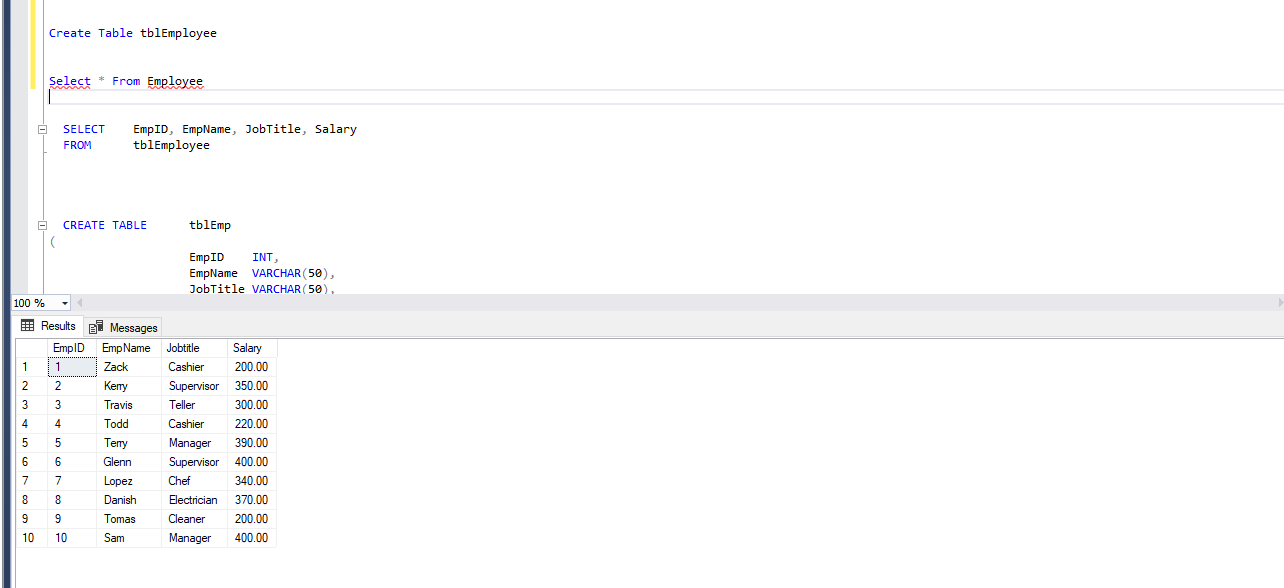 Create Table tblEmployee
Select * From Employee
SELECT EmpID, EmpName, JobTitle, Salary
FROM tblEmployee
CREATE TABLE tblEmp
(
EmpID INT,
EmpName VARCHAR(50),
JobTitle VARCHAR(50),
100 %
Results Messages
EmpID EmpName Jobtitle Salary
1 1 Zack Cashier 200.00
2 2 Kerry Supervisor 350.00
3 3 Travis Teller 300.00
4 4 Todd Cashier 220.00
5 5 Terry Manager 390.00
6 6 Glenn Supervisor 400.00
7 7 Lopez Chef 340.00
8 8 Danish Electrician 370.00
9 9 Tomas Cleaner 200.00
10 10 Sam Manager 400.00